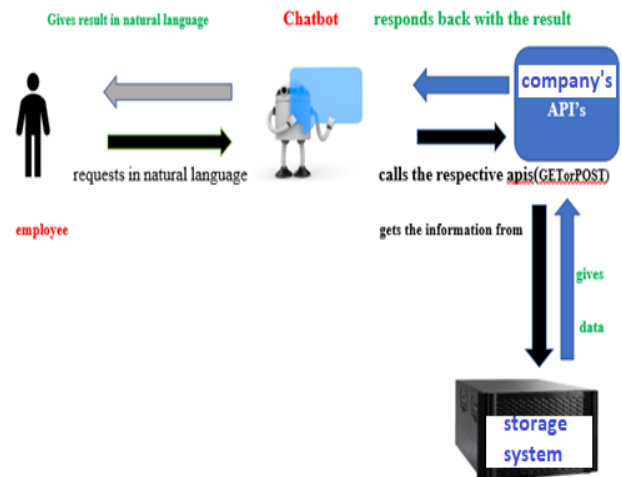 Gives result in natural language
Chatbot
responds back with the result
company's
API's
requests in natural language
calls the respective apis(GETorPOST)
employee
gets the information from
gives
data
storage
system